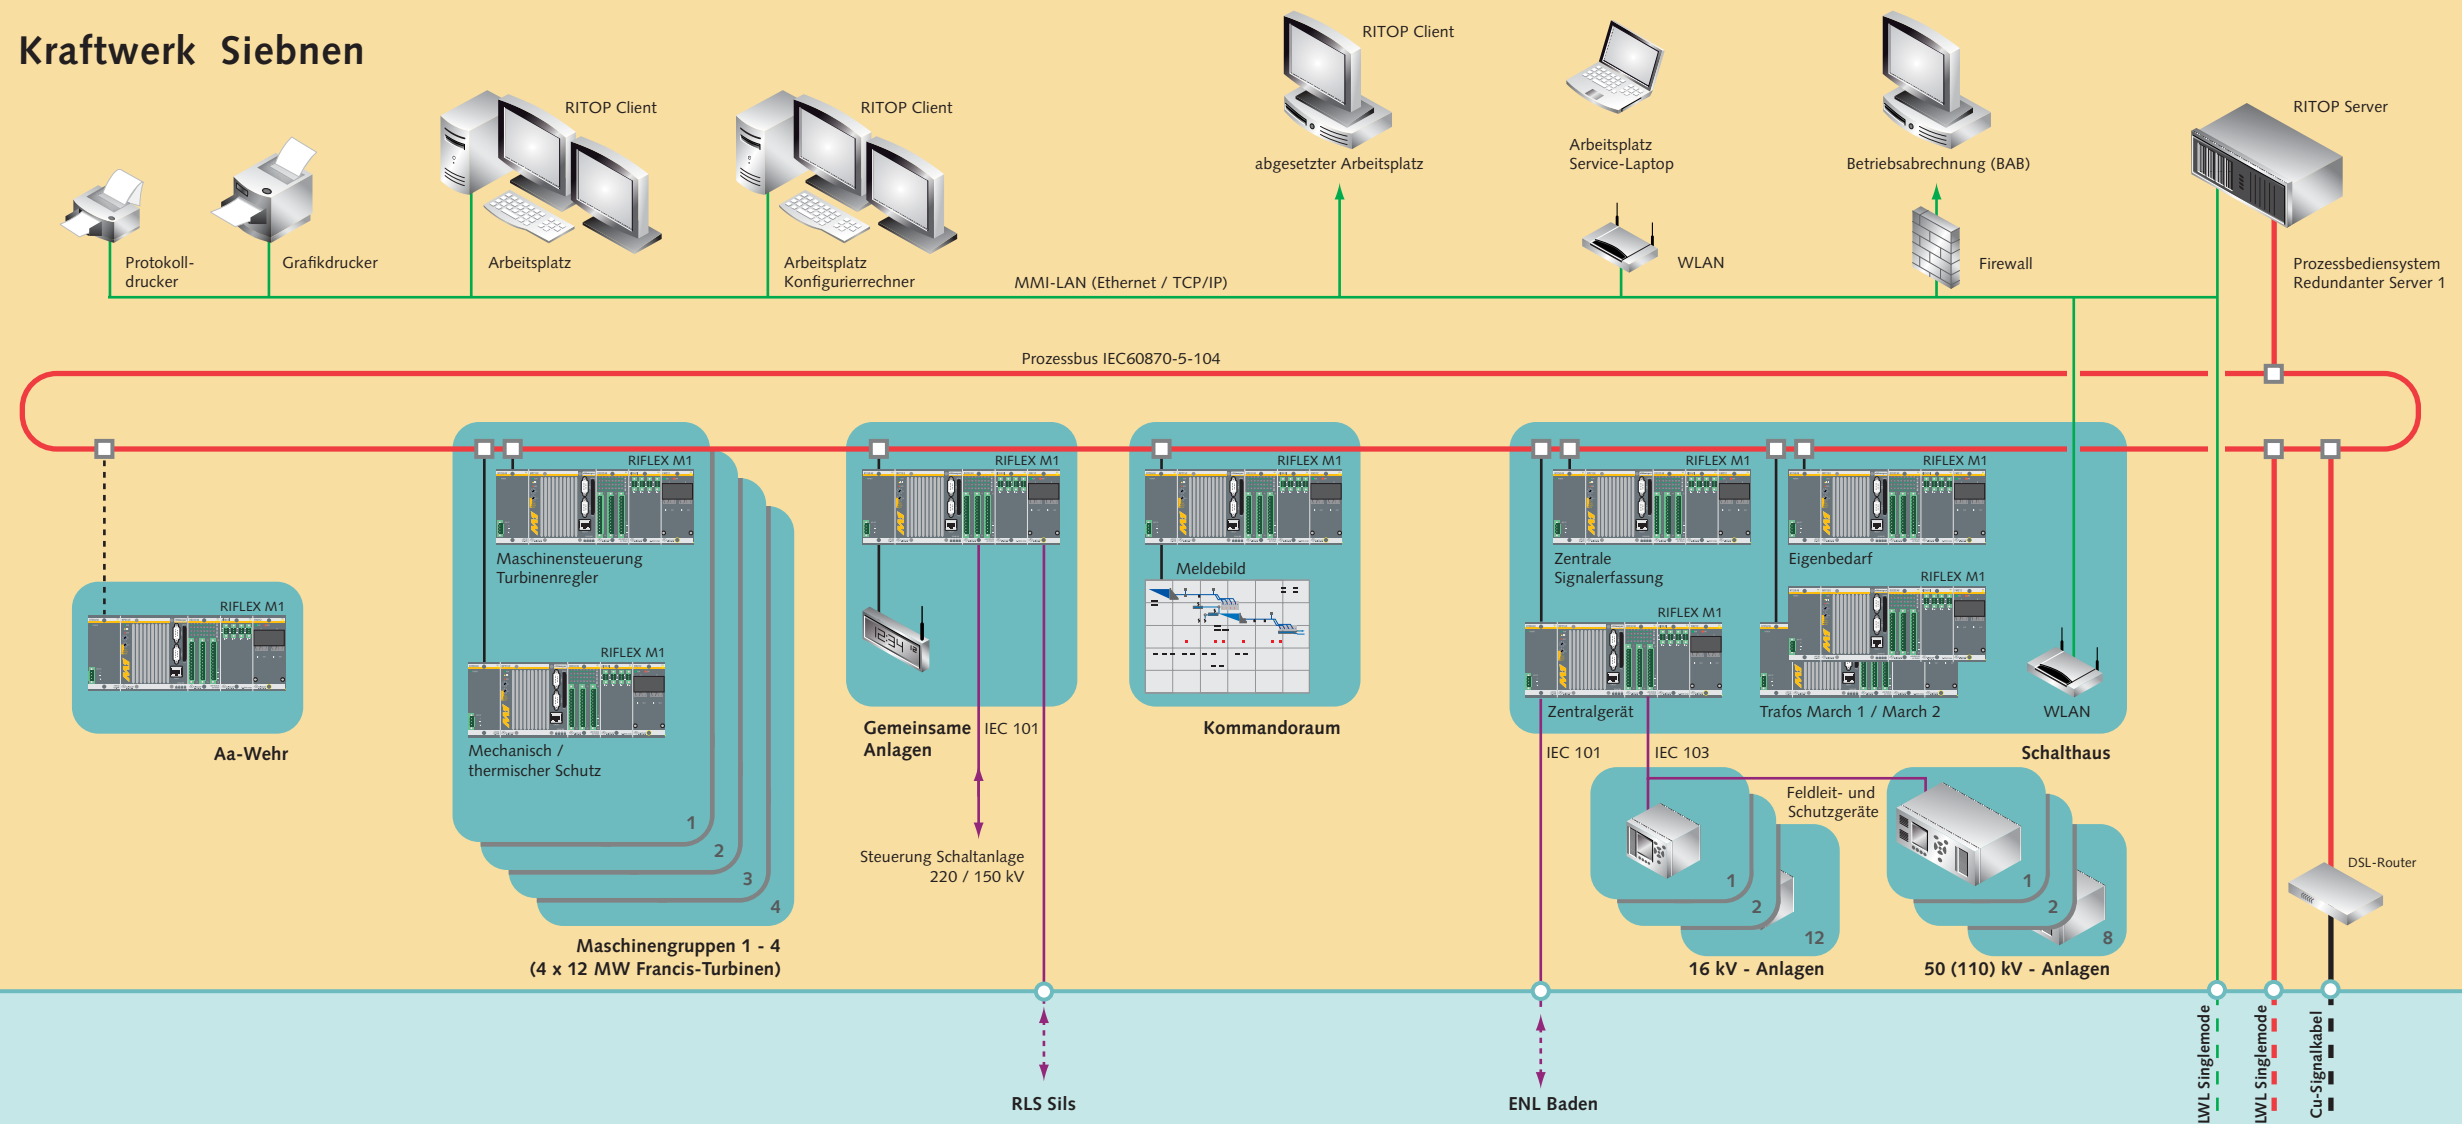 Kraftwerk Siebnen
RITOP Client
RITOP Client
RITOP Client
RITOP Server
abgesetzter Arbeitsplatz
Arbeitsplatz
Service-Laptop
Betriebsabrechnung (BAB)
Protokoll-
drucker
Grafikdrucker
Arbeitsplatz
Arbeitsplatz
Konfigurierrechner
MMI-LAN (Ethernet / TCP/IP)
WLAN
Firewall
Prozessbediensystem
Redundanter Server 1
Prozessbus IEC60870-5-104
RIFLEX M1
Aa-Wehr
RIFLEX M1
Maschinensteuerung
Turbinenregler
RIFLEX M1
Mechanisch /
thermischer Schutz
1
2
3
4
Maschinengruppen 1 - 4
(4 x 12 MW Francis-Turbinen)
RIFLEX M1
12:34
Gemeinsame
Anlagen
IEC 101
Steuerung Schaltanlage
220 / 150 kV
RIFLEX M1
Meldebild
Kommandoraum
RIFLEX M1
Zentrale
Signalerfassung
RIFLEX M1
Eigenbedarf
RIFLEX M1
Zentralgerät
RIFLEX M1
Trafos March 1 / March 2
WLAN
Schalthaus
IEC 101
IEC 103
Feldleit- und
Schutzgeräte
1
2
12
16 kV - Anlagen
1
2
8
50 (110) kV - Anlagen
DSL-Router
RLS Sils
ENL Baden
LWL Singlemode
LWL Singlemode
Cu-Signalkabel